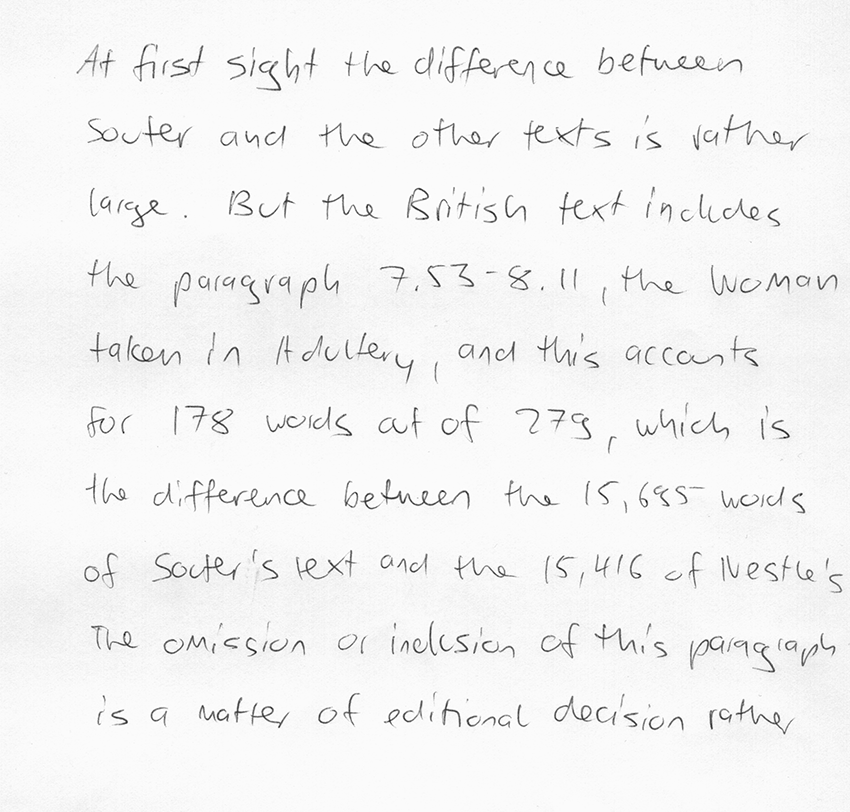 At first sight the difference between
Souter and the other texts is rather
large. But the British text includes
the paragraph 7.53-8.11, the Woman
taken in Adultery, and this accounts
for 178 words out of 279, which is
the difference between the 15,695 words
of Souter's text and the 15,416 of Nestle's
The omission or inclusion of this paragraph
is a matter of editional decision rather